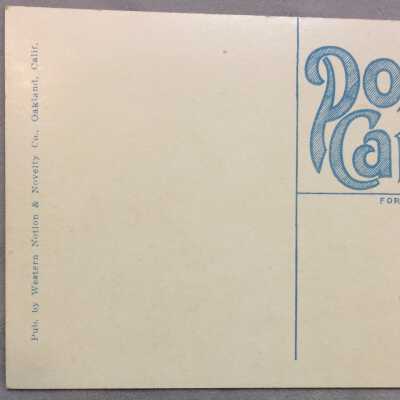 Pub. by Western Notion & Novelty Co., Oakland, Calif.
Po
Ca
FOR